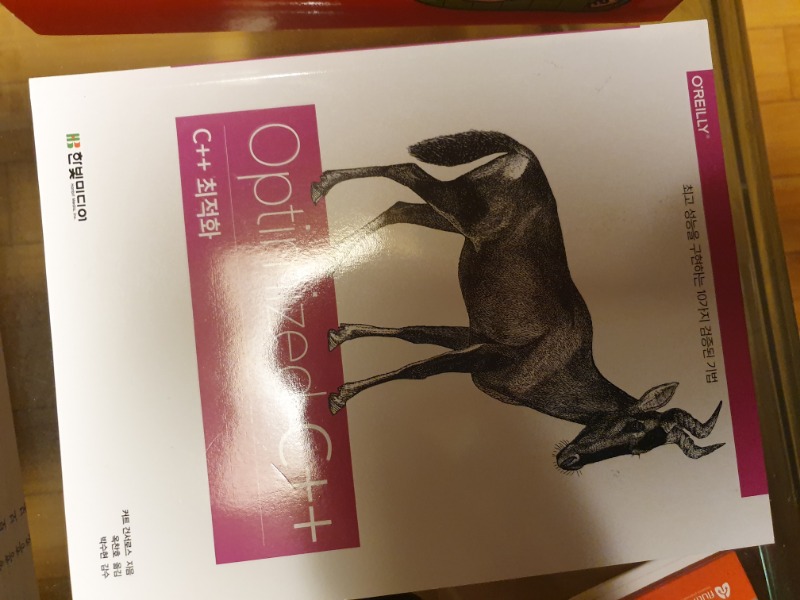 O'REILLY®
최고 성능을 구현하는 10가지 검증된 기법
Optimized C++
C++ 최적화
커트 건서로스 지음
옥찬호 옮김
박수현 감수
한빛미디어